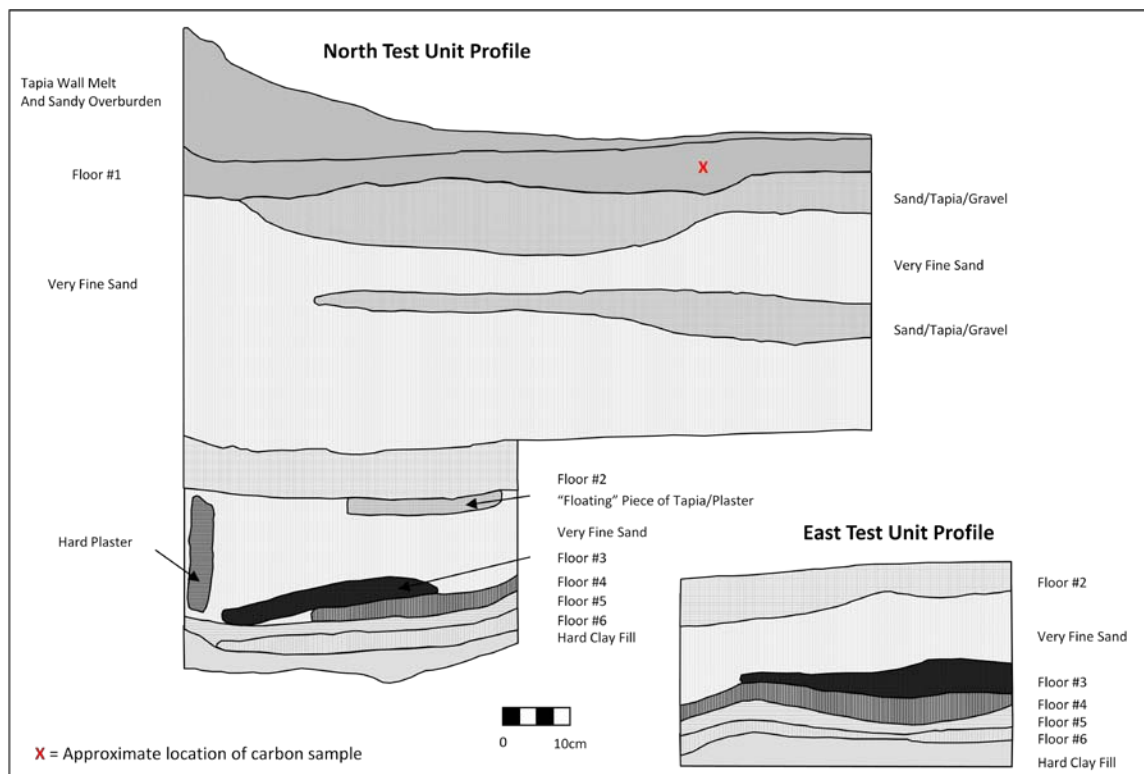 North Test Unit Profile
Tapia Wall Melt
And Sandy Overburden
Floor #1
X
Sand/Tapia/Gravel
Very Fine Sand
Very Fine Sand
Sand/Tapia/Gravel
Floor #2
“Floating” Piece of Tapia/Plaster
Hard Plaster
Very Fine Sand
Floor #3
Floor #4
Floor #5
Floor #6
Hard Clay Fill
East Test Unit Profile
Floor #2
Very Fine Sand
Floor #3
Floor #4
Floor #5
Floor #6
Hard Clay Fill
0 10cm
X = Approximate location of carbon sample